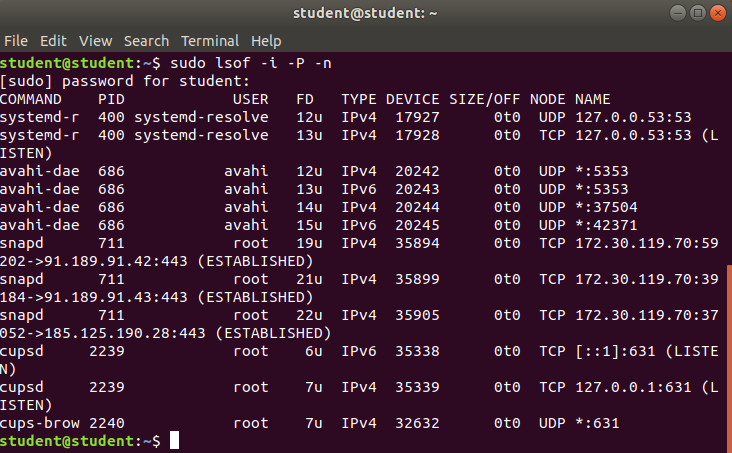 student@student: ~
File Edit View Search Terminal Help
student@student:~$ sudo lsof -i -P -n
[sudo] password for student:
COMMAND    PID            USER   FD   TYPE DEVICE SIZE/OFF NODE NAME
systemd-r  400 systemd-resolve   12u  IPv4  17927      0t0  UDP 127.0.0.53:53
systemd-r  400 systemd-resolve   13u  IPv4  17928      0t0  TCP 127.0.0.53:53 (L
ISTEN)
avahi-dae  686           avahi   12u  IPv4  20242      0t0  UDP *:5353
avahi-dae  686           avahi   13u  IPv6  20243      0t0  UDP *:5353
avahi-dae  686           avahi   14u  IPv4  20244      0t0  UDP *:37504
avahi-dae  686           avahi   15u  IPv6  20245      0t0  UDP *:42371
snapd      711            root   19u  IPv4  35894      0t0  TCP 172.30.119.70:59
202->91.189.91.42:443 (ESTABLISHED)
snapd      711            root   21u  IPv4  35899      0t0  TCP 172.30.119.70:39
184->91.189.91.43:443 (ESTABLISHED)
snapd      711            root   22u  IPv4  35905      0t0  TCP 172.30.119.70:37
052->185.125.190.28:443 (ESTABLISHED)
cupsd     2239            root    6u  IPv6  35338      0t0  TCP [::1]:631 (LISTE
N)
cupsd     2239            root    7u  IPv4  35339      0t0  TCP 127.0.0.1:631 (L
ISTEN)
cups-brow 2240            root    7u  IPv4  32632      0t0  UDP *:631
student@student:~$